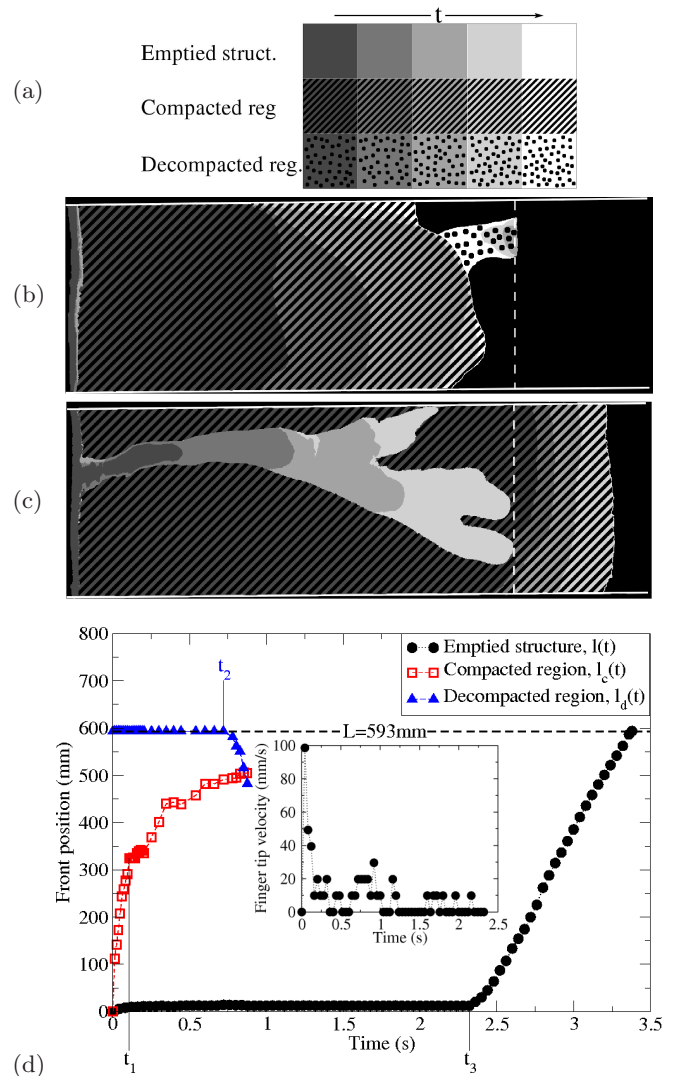 t
(a)
Emptied struct.
Compacted reg
Decompacted reg.
(b)
(c)
(d)
800
700
600
500
400
300
200
100
0
Front position (mm)
t2
Emptied structure, l(t)
Compacted region, l_c(t)
Decompacted region, l_d(t)
L=593mm
100
80
60
40
20
0
Finger tip velocity (mm/s)
0 0.5 1 1.5 2 2.5
Time (s)
0 0.5 1 1.5 2 2.5 3 3.5
Time (s)
t1
t3